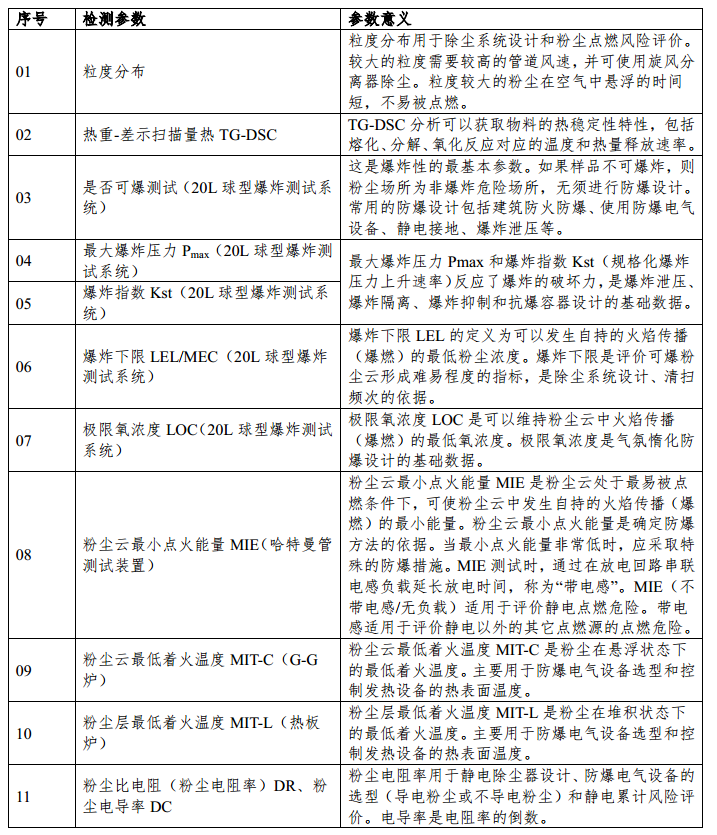 序号 检测参数 参数意义
01 粒度分布 粒度分布用于除尘系统设计和粉尘点燃风险评价。
较大的粒度需要较高的管道风速，并可使用旋风分
离器除尘。粒度较大的粉尘在空气中悬浮的时间
短，不易被点燃。
02 热重-差示扫描量热 TG-DSC TG-DSC 分析可以获取物料的热稳定性特性，包括
熔化、分解、氧化反应对应的温度和热量释放速率。
03 是否可爆测试（20L 球型爆炸测试系
统）
这是爆炸性的最基本参数。如果样品不可爆炸，则
粉尘场所为非爆炸危险场所，无须进行防爆设计。
常用的防爆设计包括建筑防火防爆、使用防爆电气
设备、静电接地、爆炸泄压等。
04 最大爆炸压力 Pmax（20L 球型爆炸测
试系统）
05 爆炸指数 Kst（20L 球型爆炸测试系
统）
最大爆炸压力 Pmax 和爆炸指数 Kst（规格化爆炸
压力上升速率）反应了爆炸的破坏力，是爆炸泄压、
爆炸隔离、爆炸抑制和抗爆容器设计的基础数据。
06 爆炸下限 LEL/MEC（20L 球型爆炸
测试系统）
爆炸下限 LEL 的定义为可以发生自持的火焰传播
（爆燃）的最低粉尘浓度。爆炸下限是评价可爆粉
尘云形成难易程度的指标，是除尘系统设计、清扫
频次的依据。
07 极限氧浓度 LOC（20L 球型爆炸测试
系统）
极限氧浓度 LOC 是可以维持粉尘云中火焰传播
（爆燃）的最低氧浓度。极限氧浓度是气氛惰化防
爆设计的基础数据。
08 粉尘云最小点火能量 MIE（哈特曼管
测试装置）
粉尘云最小点火能量 MIE 是粉尘云处于最易被点
燃条件下，可使粉尘云中发生自持的火焰传播（爆
燃）的最小能量。粉尘云最小点火能量是确定防爆
方法的依据。当最小点火能量非常低时，应采取特
殊的防爆措施。MIE 测试时，通过在放电回路串联
电感负载延长放电时间，称为“带电感”。MIE（不
带电感/无负载）适用于评价静电点燃危险。带电
感适用于评价静电以外的其它点燃源的点燃危险。
09 粉尘云最低着火温度 MIT-C（G-G
炉）
粉尘云最低着火温度 MIT-C 是粉尘在悬浮状态下
的最低着火温度。主要用于防爆电气设备选型和控
制发热设备的热表面温度。
10 粉尘层最低着火温度 MIT-L（热板
炉）
粉尘层最低着火温度 MIT-L 是粉尘在堆积状态下
的最低着火温度。主要用于防爆电气设备选型和控
制发热设备的热表面温度。
11 粉尘比电阻（粉尘电阻率）DR、粉
尘电导率 DC
粉尘电阻率用于静电除尘器设计、防爆电气设备的
选型（导电粉尘或不导电粉尘）和静电累计风险评
价。电导率是电阻率的倒数。